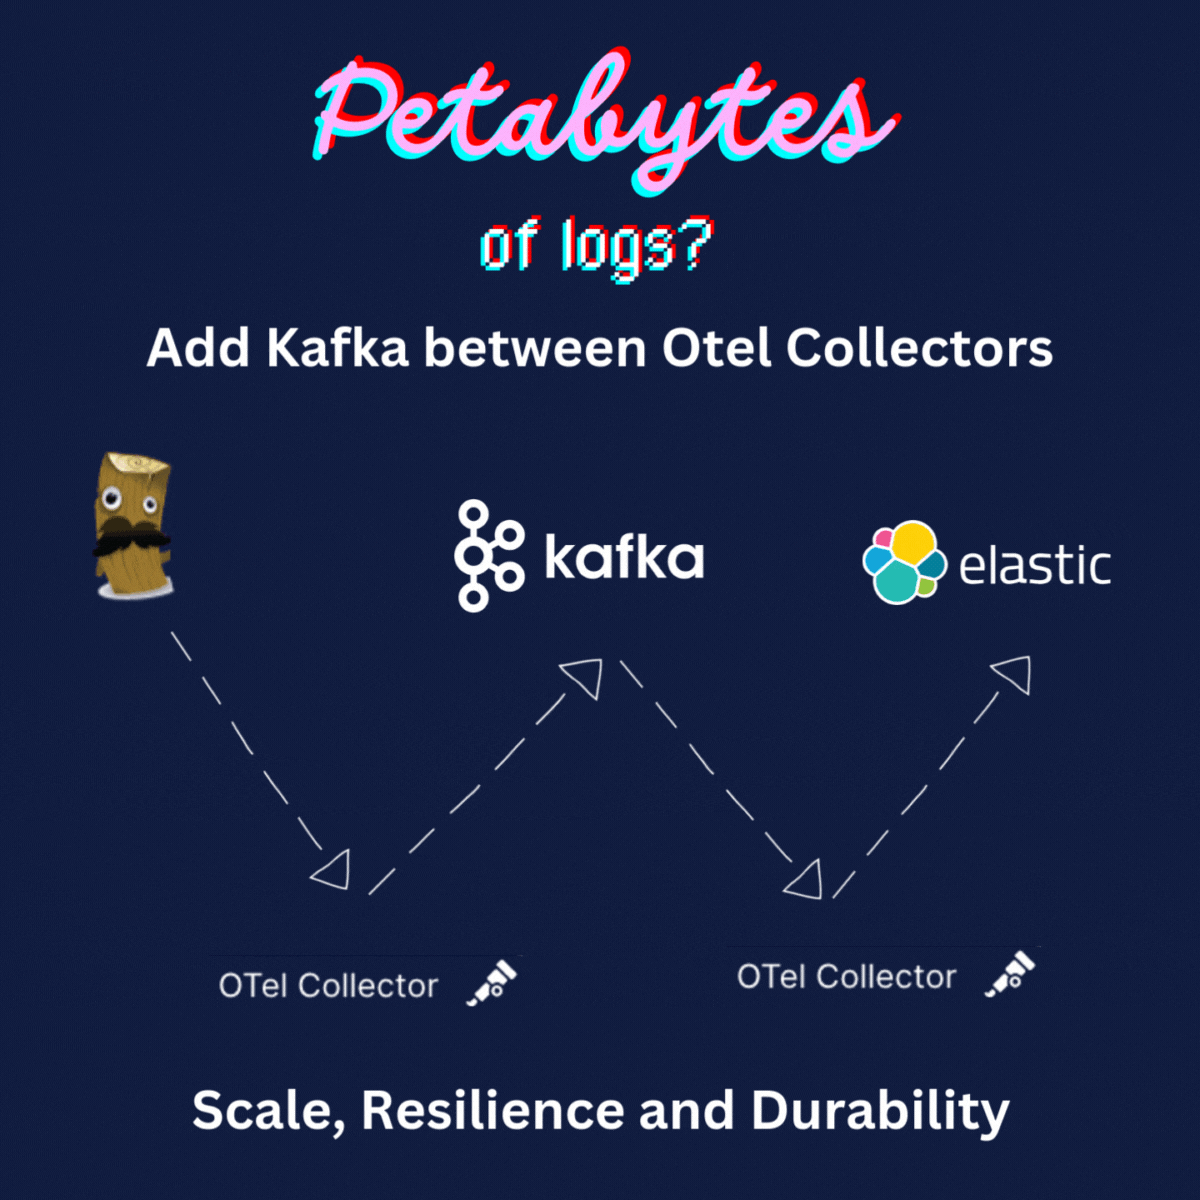 Petabytes
of logs?
Add Kafka between Otel Collectors
kafka
elastic
OTel Collector
OTel Collector
Scale, Resilience and Durability